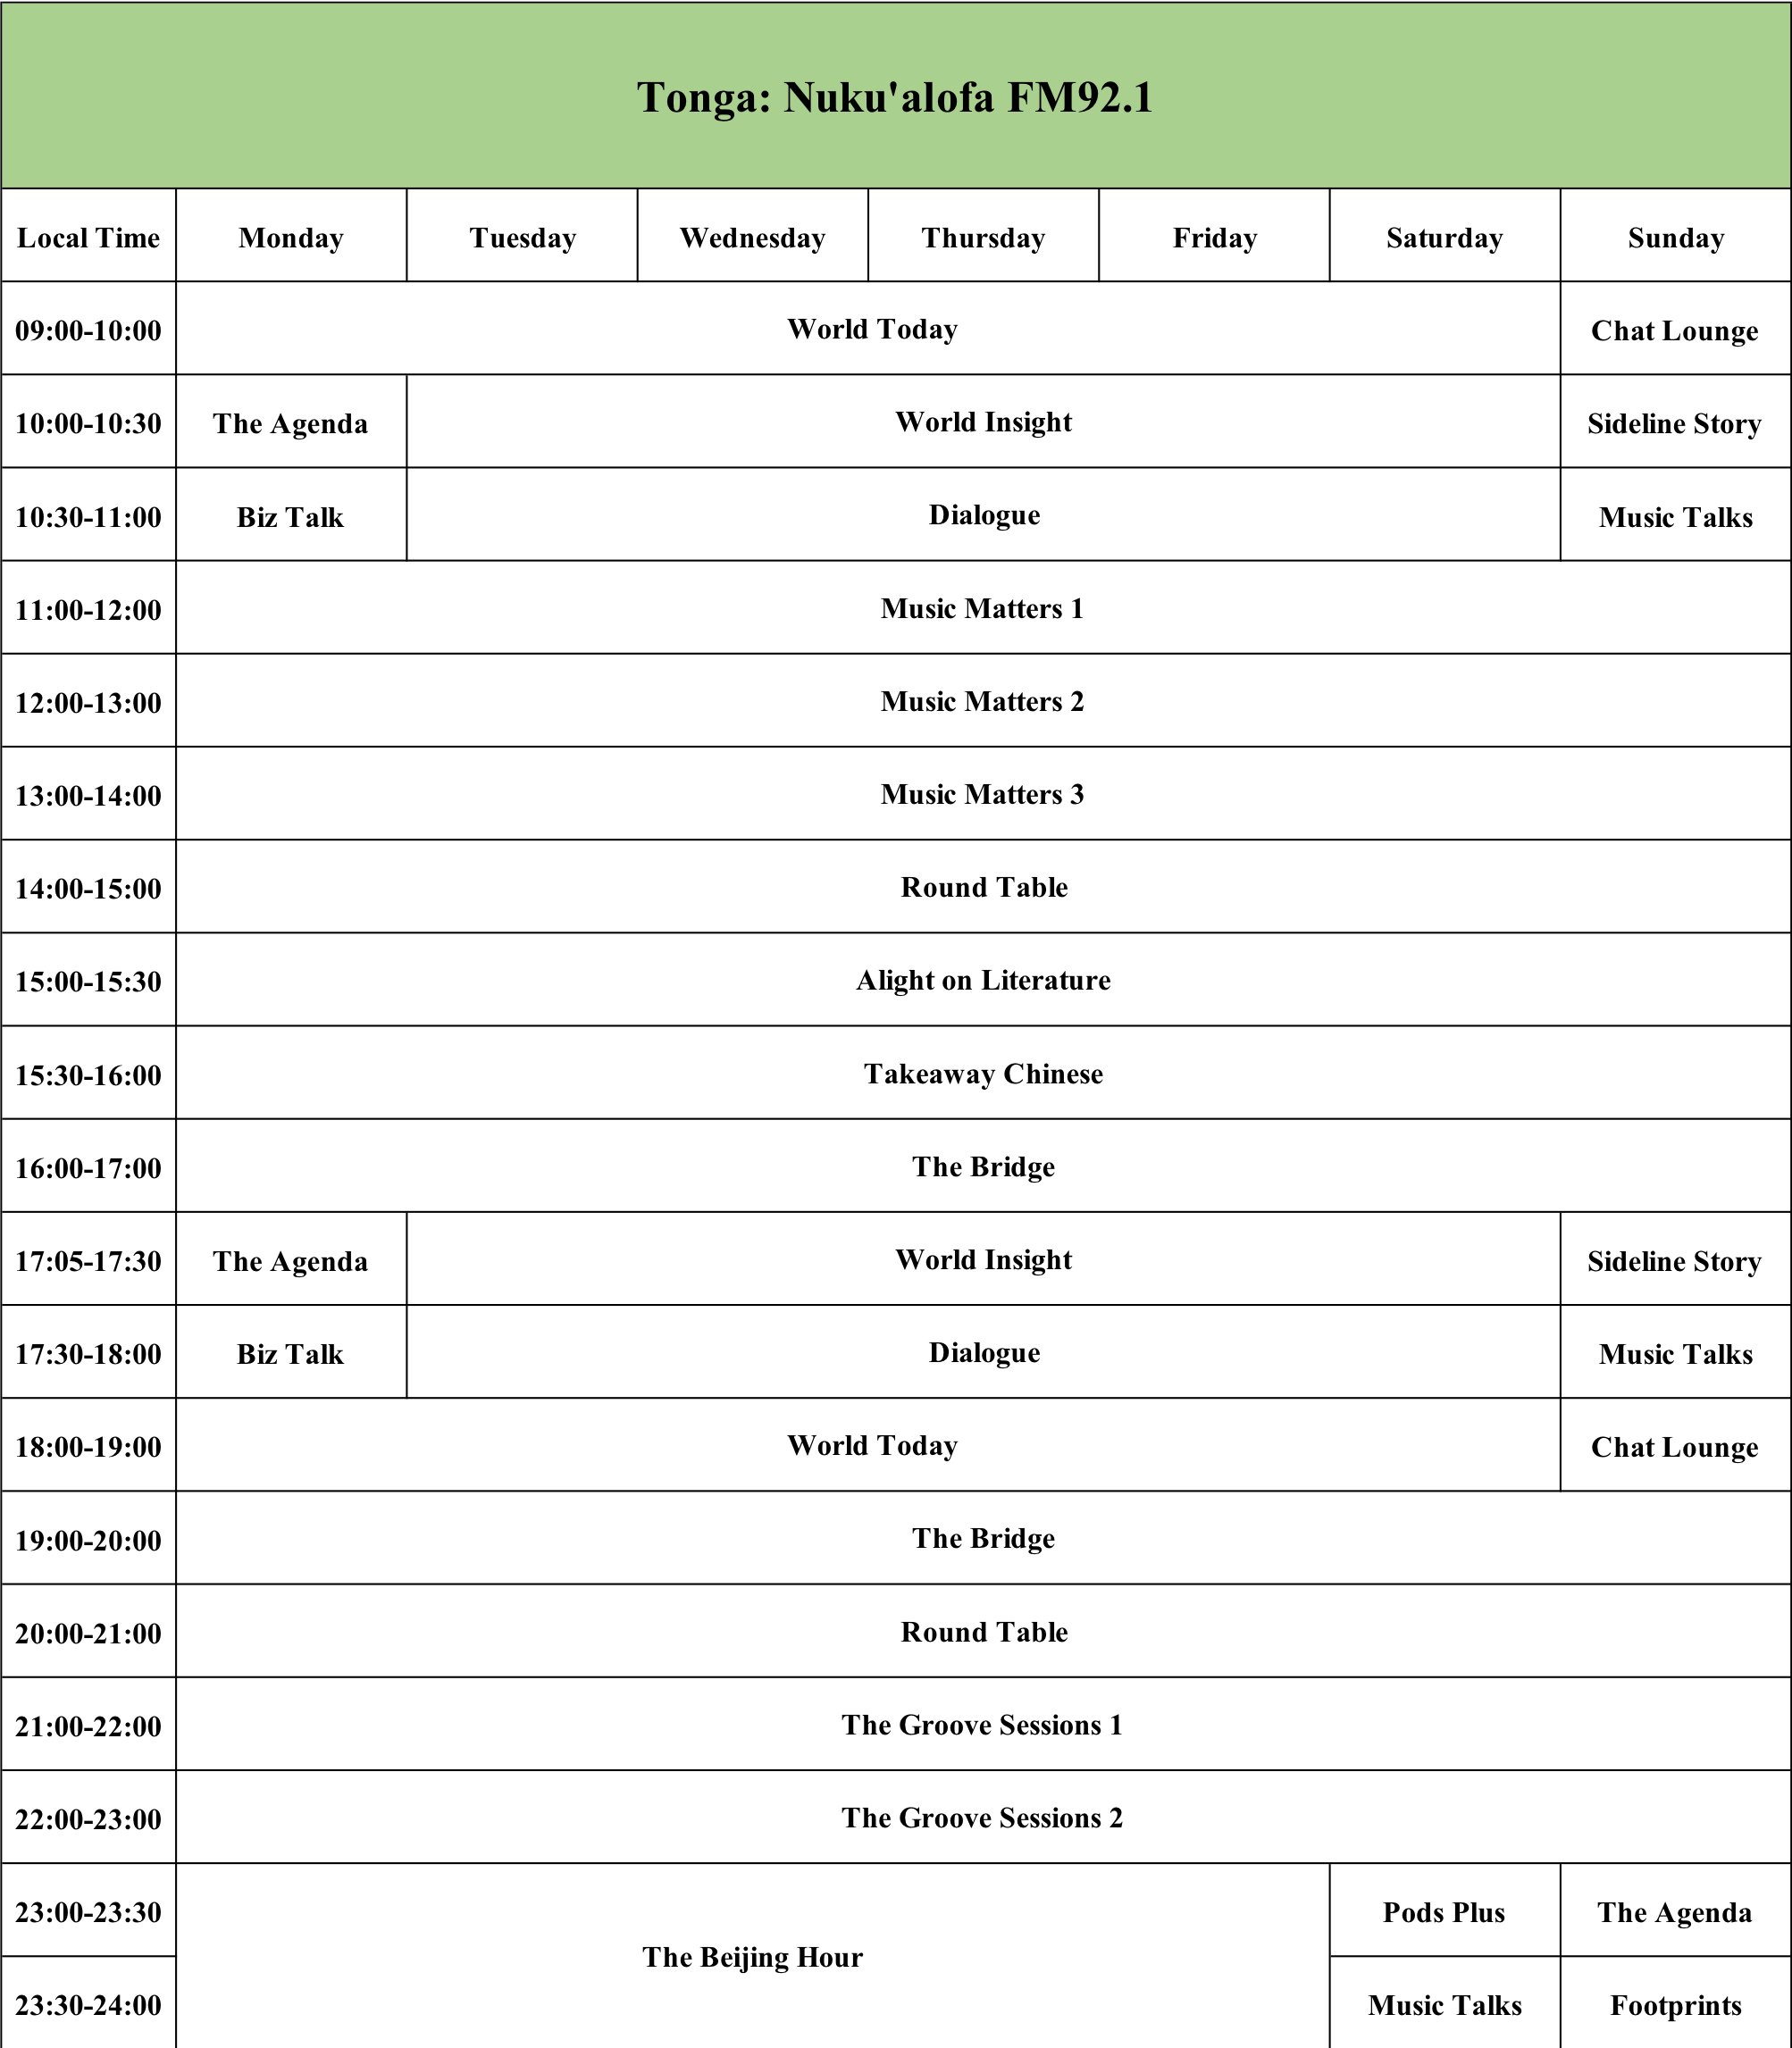 Tonga: Nuku'alofa FM92.1
Local Time Monday Tuesday Wednesday Thursday Friday Saturday Sunday
09:00-10:00 World Today Chat Lounge
10:00-10:30 The Agenda World Insight Sideline Story
10:30-11:00 Biz Talk Dialogue Music Talks
11:00-12:00 Music Matters 1
12:00-13:00 Music Matters 2
13:00-14:00 Music Matters 3
14:00-15:00 Round Table
15:00-15:30 Alight on Literature
15:30-16:00 Takeaway Chinese
16:00-17:00 The Bridge
17:05-17:30 The Agenda World Insight Sideline Story
17:30-18:00 Biz Talk Dialogue Music Talks
18:00-19:00 World Today Chat Lounge
19:00-20:00 The Bridge
20:00-21:00 Round Table
21:00-22:00 The Groove Sessions 1
22:00-23:00 The Groove Sessions 2
23:00-23:30 Pods Plus The Agenda
The Beijing Hour
23:30-24:00 Music Talks Footprints